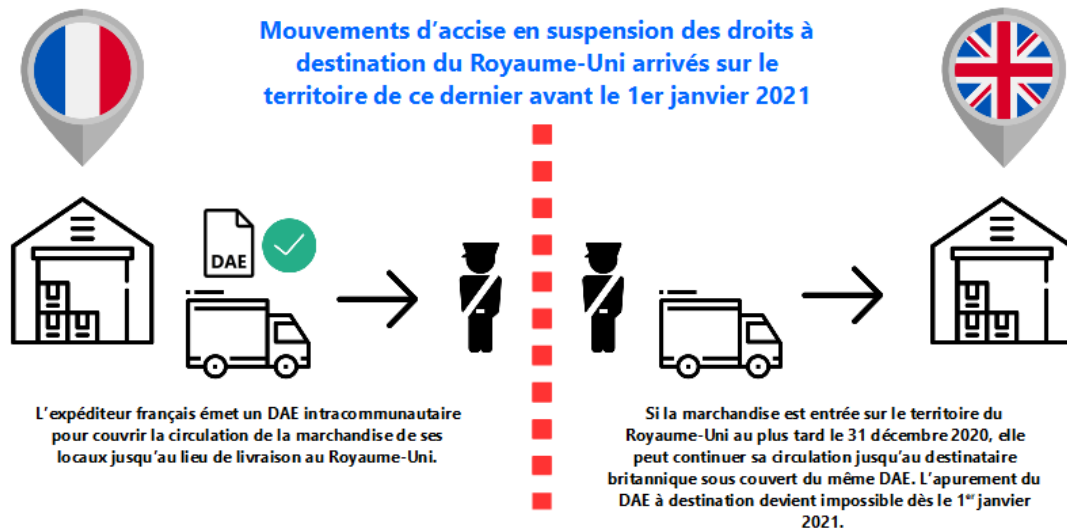 Mouvements d'accise en suspension des droits à
destination du Royaume-Uni arrivés sur le
territoire de ce dernier avant le 1er janvier 2021
DAE
L'expéditeur français émet un DAE intracommunautaire
pour couvrir la circulation de la marchandise de ses
locaux jusqu'au lieu de livraison au Royaume-Uni.
Si la marchandise est entrée sur le territoire du
Royaume-Uni au plus tard le 31 décembre 2020, elle
peut continuer sa circulation jusqu'au destinataire
britannique sous couvert du même DAE. L'apurement du
DAE à destination devient impossible dès le 1er janvier
2021.